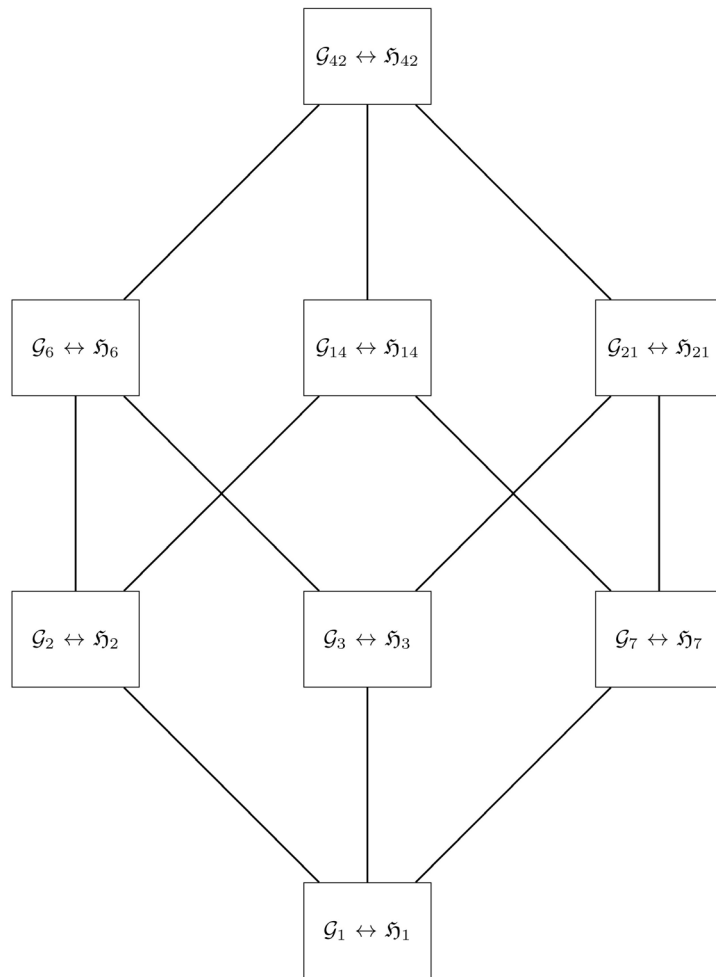 𝒢₄₂ ↔ ℌ₄₂
𝒢₆ ↔ ℌ₆
𝒢₁₄ ↔ ℌ₁₄
𝒢₂₁ ↔ ℌ₂₁
𝒢₂ ↔ ℌ₂
𝒢₃ ↔ ℌ₃
𝒢₇ ↔ ℌ₇
𝒢₁ ↔ ℌ₁